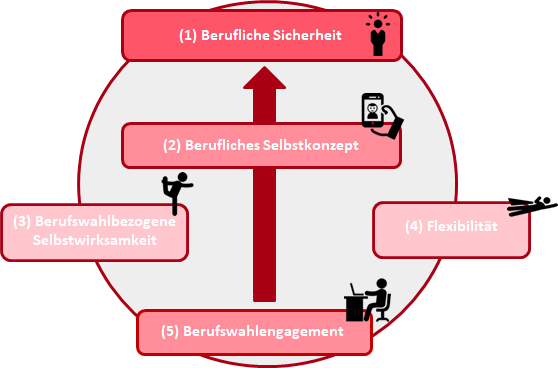 (1) Berufliche Sicherheit
(2) Berufliches Selbstkonzept
(3) Berufswahlbezogene
Selbstwirksamkeit
(4) Flexibilität
(5) Berufswahlengagement